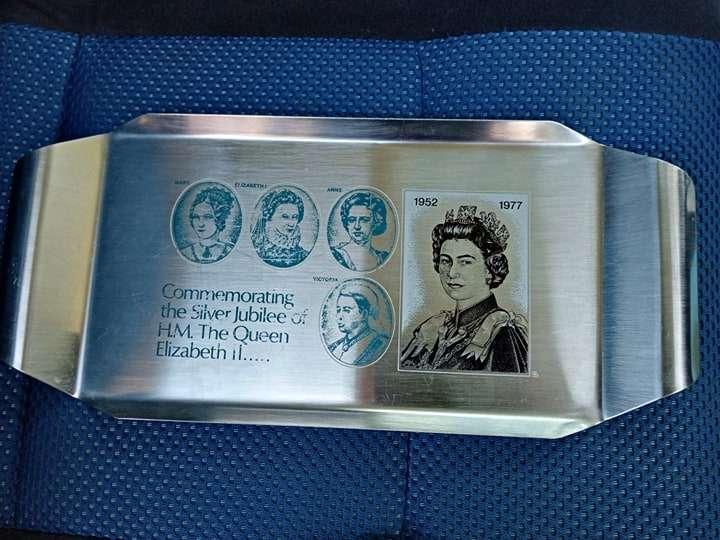 MARY
ELIZABETH I
ANNE
VICTORIA
Commemorating
the Silver Jubilee of
H.M. The Queen
Elizabeth II.....
1952 1977